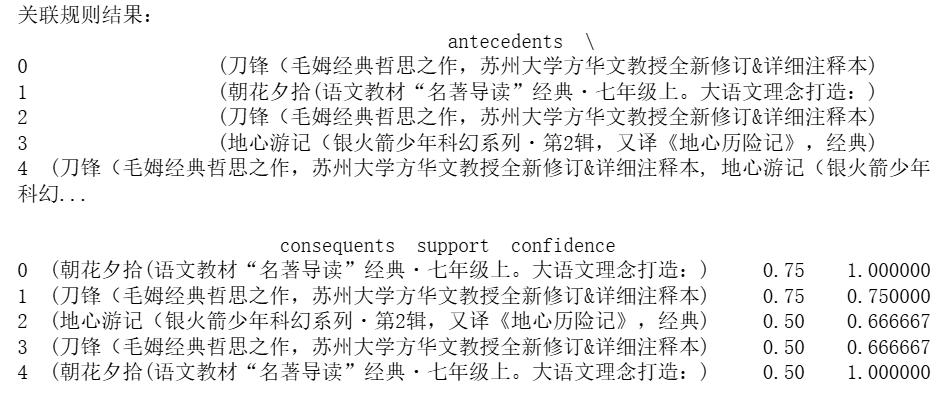 关联规则结果：
antecedents \
0 (刀锋（毛姆经典哲思之作，苏州大学方华文教授全新修订&详细注释本)
1 (朝花夕拾(语文教材“名著导读”经典·七年级上。大语文理念打造：)
2 (刀锋（毛姆经典哲思之作，苏州大学方华文教授全新修订&详细注释本)
3 (地心游记（银火箭少年科幻系列·第2辑，又译《地心历险记》，经典)
4 (刀锋（毛姆经典哲思之作，苏州大学方华文教授全新修订&详细注释本, 地心游记（银火箭少年
科幻...
consequents support confidence
0 (朝花夕拾(语文教材“名著导读”经典·七年级上。大语文理念打造：) 0.75 1.000000
1 (刀锋（毛姆经典哲思之作，苏州大学方华文教授全新修订&详细注释本) 0.75 0.750000
2 (地心游记（银火箭少年科幻系列·第2辑，又译《地心历险记》，经典) 0.50 0.666667
3 (刀锋（毛姆经典哲思之作，苏州大学方华文教授全新修订&详细注释本) 0.50 0.666667
4 (朝花夕拾(语文教材“名著导读”经典·七年级上。大语文理念打造：) 0.50 1.000000